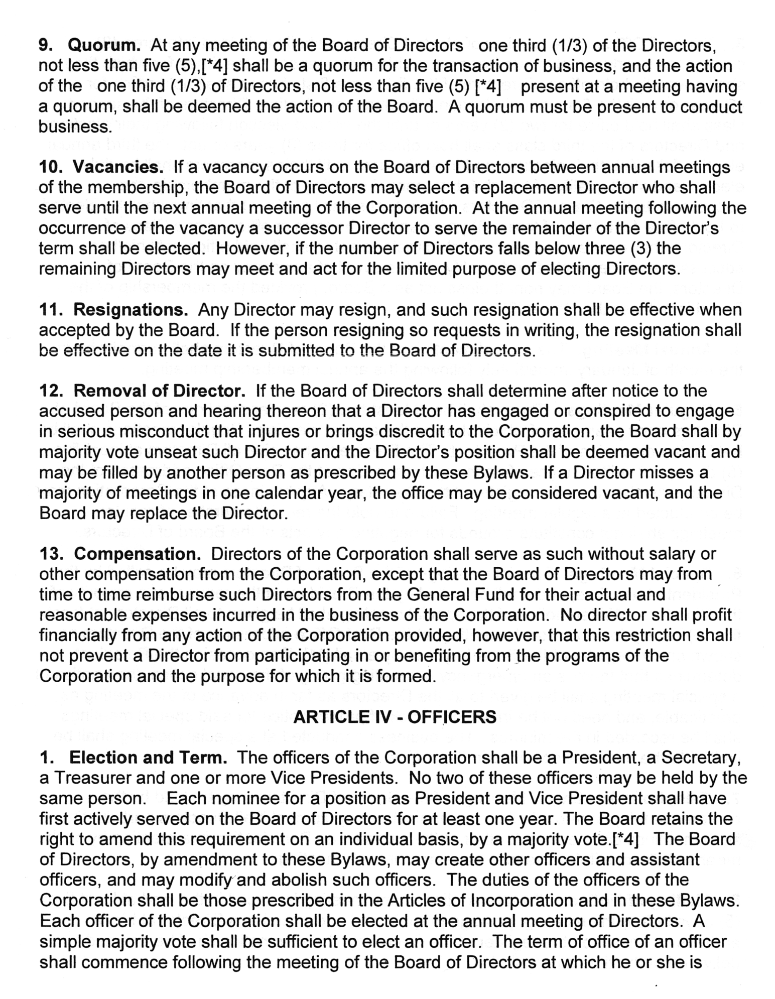 9. Quorum. At any meeting of the Board of Directors one third (1/3) of the Directors,
not less than five (5),[*4] shall be a quorum for the transaction of business, and the action
of the one third (1/3) of Directors, not less than five (5) [*4] present at a meeting having
a quorum, shall be deemed the action of the Board. A quorum must be present to conduct
business.
10. Vacancies. If a vacancy occurs on the Board of Directors between annual meetings
of the membership, the Board of Directors may select a replacement Director who shall
serve until the next annual meeting of the Corporation. At the annual meeting following the
occurrence of the vacancy a successor Director to serve the remainder of the Director's
term shall be elected. However, if the number of Directors falls below three (3) the
remaining Directors may meet and act for the limited purpose of electing Directors.
11. Resignations. Any Director may resign, and such resignation shall be effective when
accepted by the Board. If the person resigning so requests in writing, the resignation shall
be effective on the date it is submitted to the Board of Directors.
12. Removal of Director. If the Board of Directors shall determine after notice to the
accused person and hearing thereon that a Director has engaged or conspired to engage
in serious misconduct that injures or brings discredit to the Corporation, the Board shall by
majority vote unseat such Director and the Director's position shall be deemed vacant and
may be filled by another person as prescribed by these Bylaws. If a Director misses a
majority of meetings in one calendar year, the office may be considered vacant, and the
Board may replace the Director.
13. Compensation. Directors of the Corporation shall serve as such without salary or
other compensation from the Corporation, except that the Board of Directors may from
time to time reimburse such Directors from the General Fund for their actual and
reasonable expenses incurred in the business of the Corporation. No director shall profit
financially from any action of the Corporation provided, however, that this restriction shall
not prevent a Director from participating in or benefiting from the programs of the
Corporation and the purpose for which it is formed.
ARTICLE IV - OFFICERS
1. Election and Term. The officers of the Corporation shall be a President, a Secretary,
a Treasurer and one or more Vice Presidents. No two of these officers may be held by the
same person. Each nominee for a position as President and Vice President shall have
first actively served on the Board of Directors for at least one year. The Board retains the
right to amend this requirement on an individual basis, by a majority vote.[*4] The Board
of Directors, by amendment to these Bylaws, may create other officers and assistant
officers, and may modify and abolish such officers. The duties of the officers of the
Corporation shall be those prescribed in the Articles of Incorporation and in these Bylaws.
Each officer of the Corporation shall be elected at the annual meeting of Directors. A
simple majority vote shall be sufficient to elect an officer. The term of office of an officer
shall commence following the meeting of the Board of Directors at which he or she is